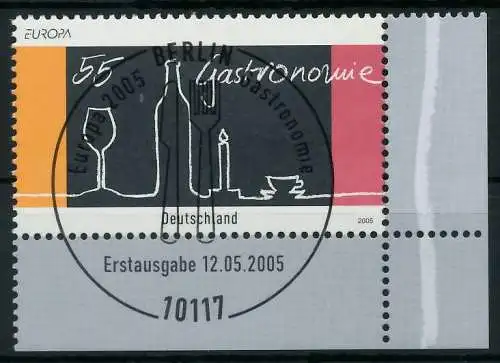 EUROPA
55 Gastronomie
BERLIN
Europa 2005 Gastronomie
Deutschland
2005
Erstausgabe 12.05.2005
10117